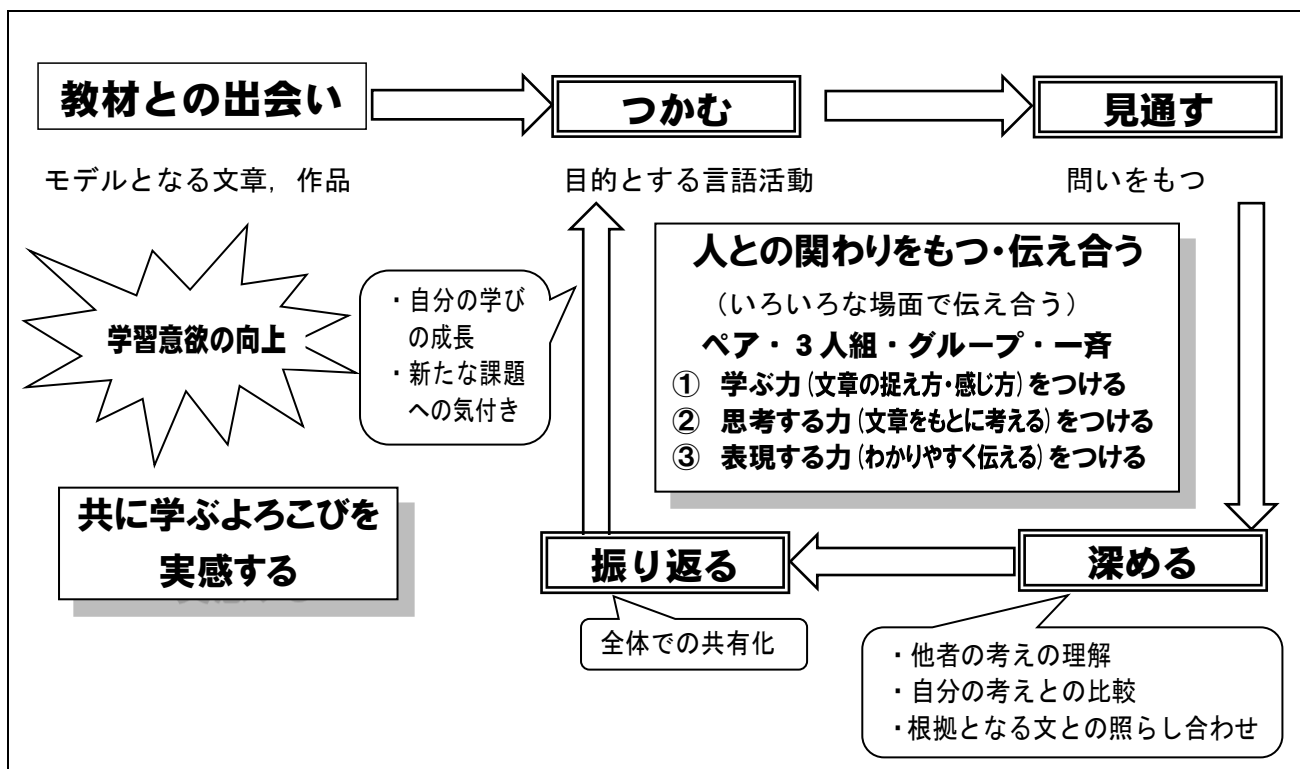 教材との出会い
つかむ
見通す
モデルとなる文章，作品
目的とする言語活動
問いをもつ
人との関わりをもつ・伝え合う
（いろいろな場面で伝え合う）
ペア・３人組・グループ・一斉
① 学ぶ力（文章の捉え方・感じ方）をつける
② 思考する力（文章をもとに考える）をつける
③ 表現する力（わかりやすく伝える）をつける
・自分の学び
の成長
・新たな課題
への気付き
学習意欲の向上
共に学ぶよろこびを
実感する
振り返る
深める
全体での共有化
・他者の考えの理解
・自分の考えとの比較
・根拠となる文との照らし合わせ